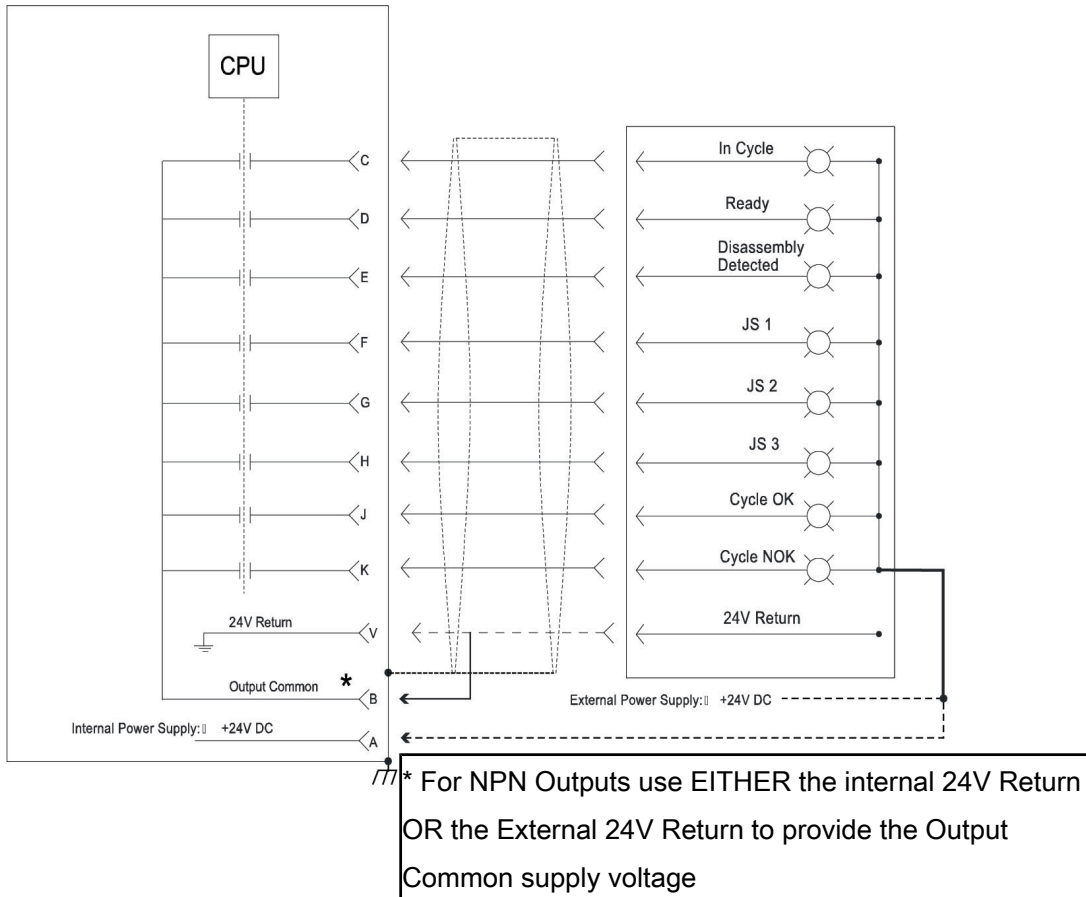 CPU
C
In Cycle
D
Ready
E
Disassembly
Detected
F
JS 1
G
JS 2
H
JS 3
J
Cycle OK
K
Cycle NOK
24V Return
V
24V Return
Output Common
*
B
External Power Supply:▯ +24V DC
Internal Power Supply:▯ +24V DC
A
* For NPN Outputs use EITHER the internal 24V Return
OR the External 24V Return to provide the Output
Common supply voltage